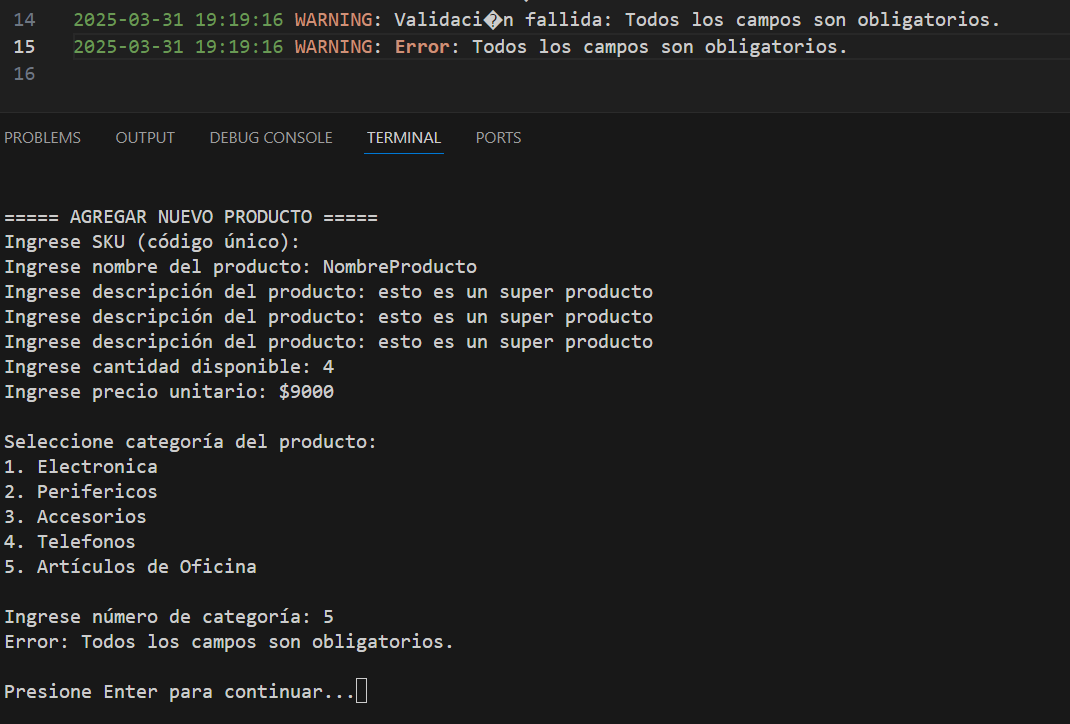 14 2025-03-31 19:19:16 WARNING: Validaci�n fallida: Todos los campos son obligatorios.
15 2025-03-31 19:19:16 WARNING: Error: Todos los campos son obligatorios.
16
PROBLEMS OUTPUT DEBUG CONSOLE TERMINAL PORTS
===== AGREGAR NUEVO PRODUCTO =====
Ingrese SKU (código único):
Ingrese nombre del producto: NombreProducto
Ingrese descripción del producto: esto es un super producto
Ingrese descripción del producto: esto es un super producto
Ingrese descripción del producto: esto es un super producto
Ingrese cantidad disponible: 4
Ingrese precio unitario: $9000
Seleccione categoría del producto:
1. Electronica
2. Perifericos
3. Accesorios
4. Telefonos
5. Artículos de Oficina
Ingrese número de categoría: 5
Error: Todos los campos son obligatorios.
Presione Enter para continuar...